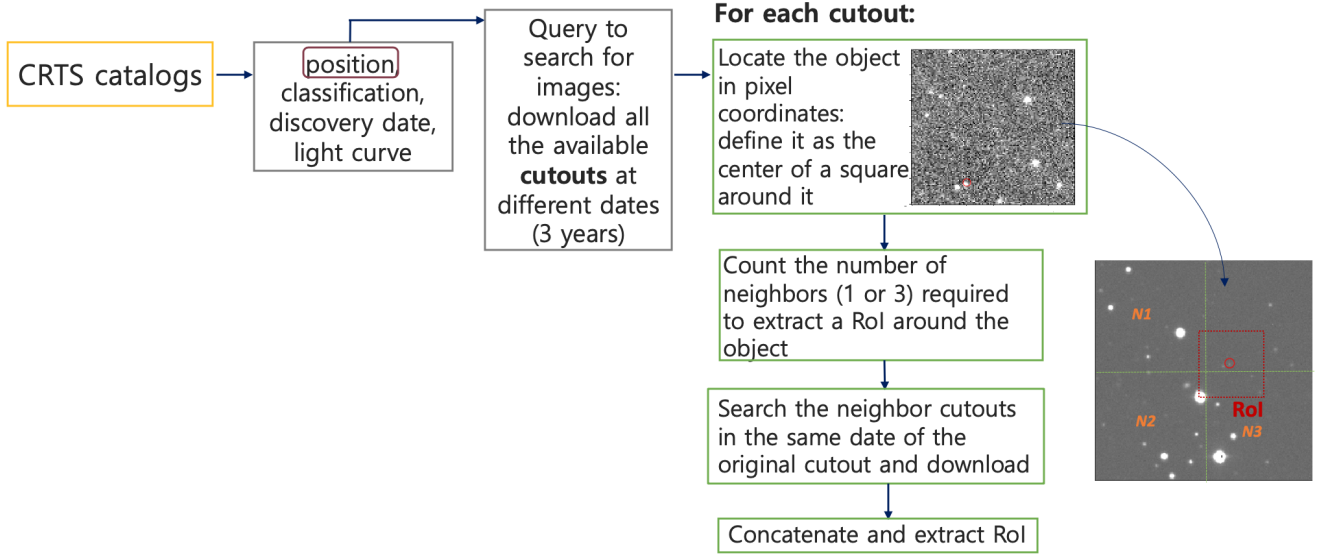 CRTS catalogs
position,
classification,
discovery date,
light curve
Query to
search for
images:
download all
the available
cutouts at
different dates
(3 years)
For each cutout:
Locate the object
in pixel
coordinates:
define it as the
center of a square
around it
Count the number of
neighbors (1 or 3) required
to extract a RoI around the
object
Search the neighbor cutouts
in the same date of the
original cutout and download
Concatenate and extract RoI
N1
RoI
N2
N3